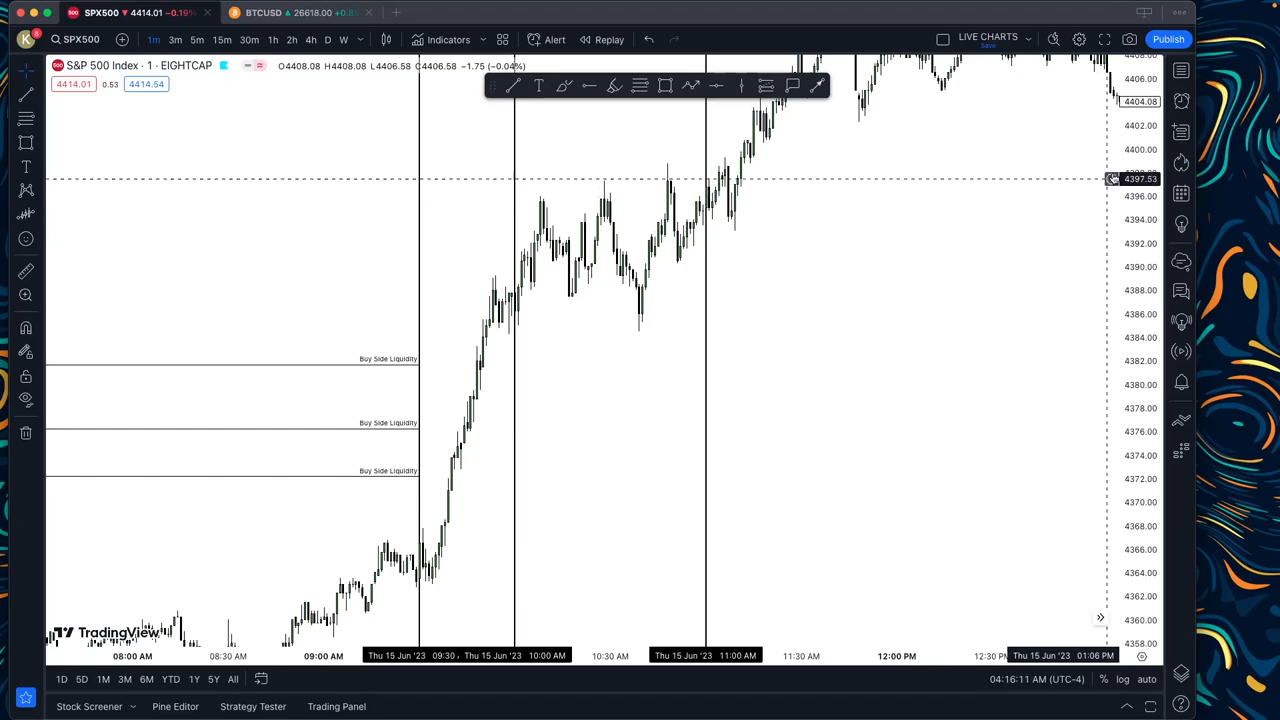 SPX500 ▼ 4414.01 −0.19%
BTCUSD ▲ 26618.00 +0.8
K
8
SPX500
1m 3m 5m 15m 30m 1h 2h 4h D W
Indicators
Alert
Replay
LIVE CHARTS
Save
Publish
500 S&P 500 Index · 1 · EIGHTCAP
O4408.08 H4408.08 L4406.58 C4406.58 −1.75 (−0.04%)
4414.01 0.53 4414.54
4408.00
4406.00
4404.08
4402.00
4400.00
4397.53
4396.00
4394.00
4392.00
4390.00
4388.00
4386.00
4384.00
4382.00
4380.00
4378.00
4376.00
4374.00
4372.00
4370.00
4368.00
4366.00
4364.00
4362.00
4360.00
4358.00
Buy Side Liquidity
Buy Side Liquidity
Buy Side Liquidity
TradingView
08:00 AM 08:30 AM 09:00 AM Thu 15 Jun '23 09:30 Thu 15 Jun '23 10:00 AM 10:30 AM Thu 15 Jun '23 11:00 AM 11:30 AM 12:00 PM 12:30 PM Thu 15 Jun '23 01:06 PM
1D 5D 1M 3M 6M YTD 1Y 5Y All
04:16:11 AM (UTC-4) % log auto
Stock Screener Pine Editor Strategy Tester Trading Panel